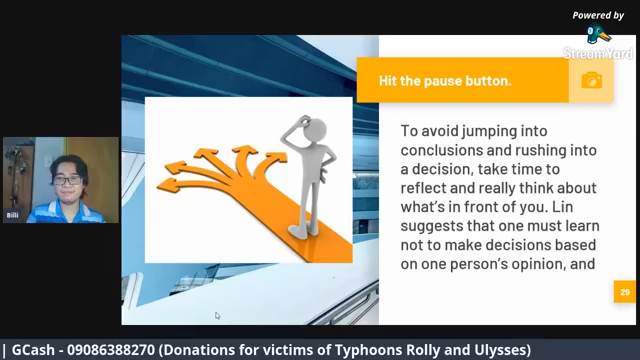 Powered by
StreamYard
Hit the pause button.
To avoid jumping into
conclusions and rushing into
a decision, take time to
reflect and really think about
what's in front of you. Lin
suggests that one must learn
not to make decisions based
on one person's opinion, and
Billi
29
| GCash - 09086388270 (Donations for victims of Typhoons Rolly and Ulysses)